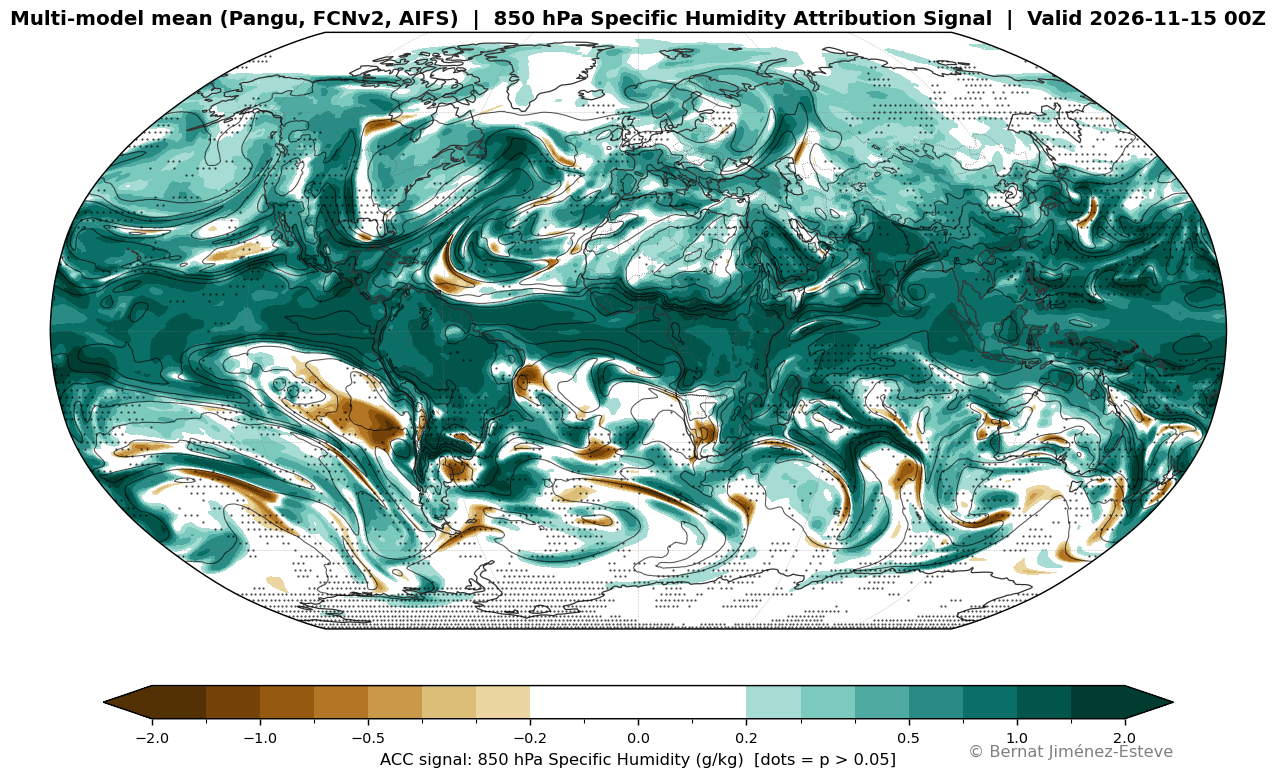 Multi-model mean (Pangu, FCNv2, AIFS)  |  850 hPa Specific Humidity Attribution Signal  |  Valid 2026-11-15 00Z
−2.0 −1.0 −0.5 −0.2 0.0 0.2 0.5 1.0 2.0
ACC signal: 850 hPa Specific Humidity (g/kg)  [dots = p > 0.05]
© Bernat Jiménez-Esteve